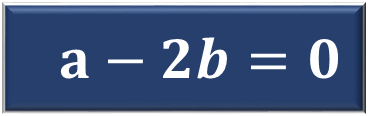 a − 2b = 0